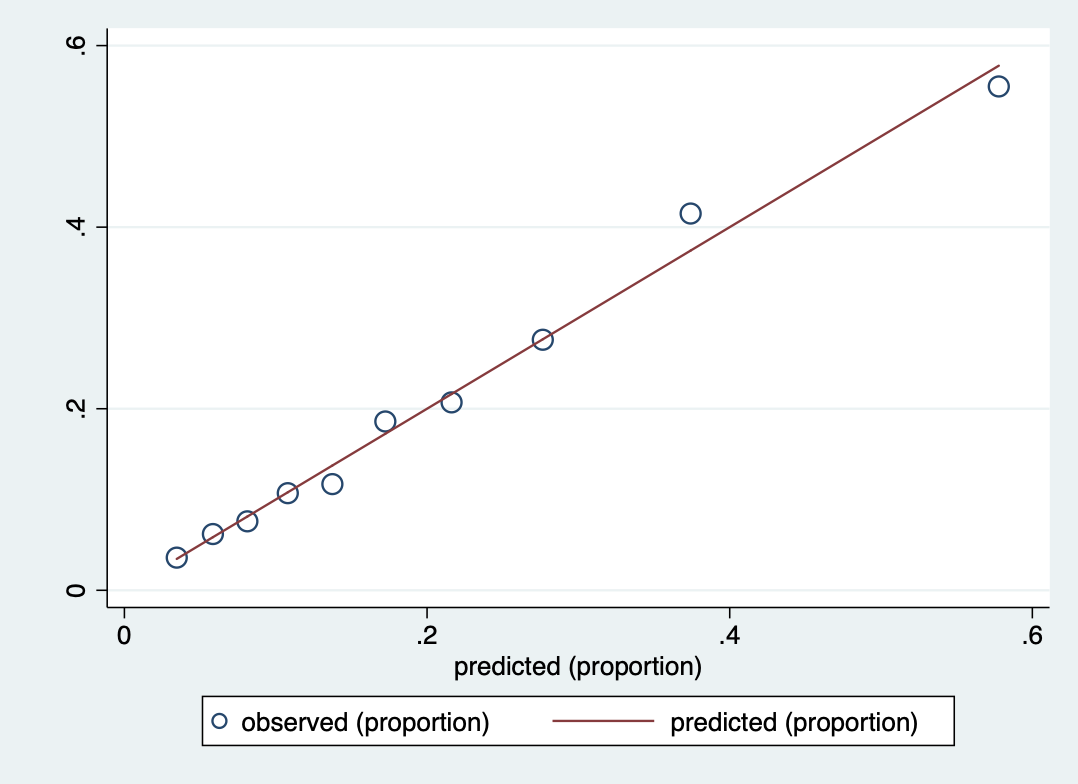 .6
.4
.2
0
0 .2 .4 .6
predicted (proportion)
observed (proportion) predicted (proportion)